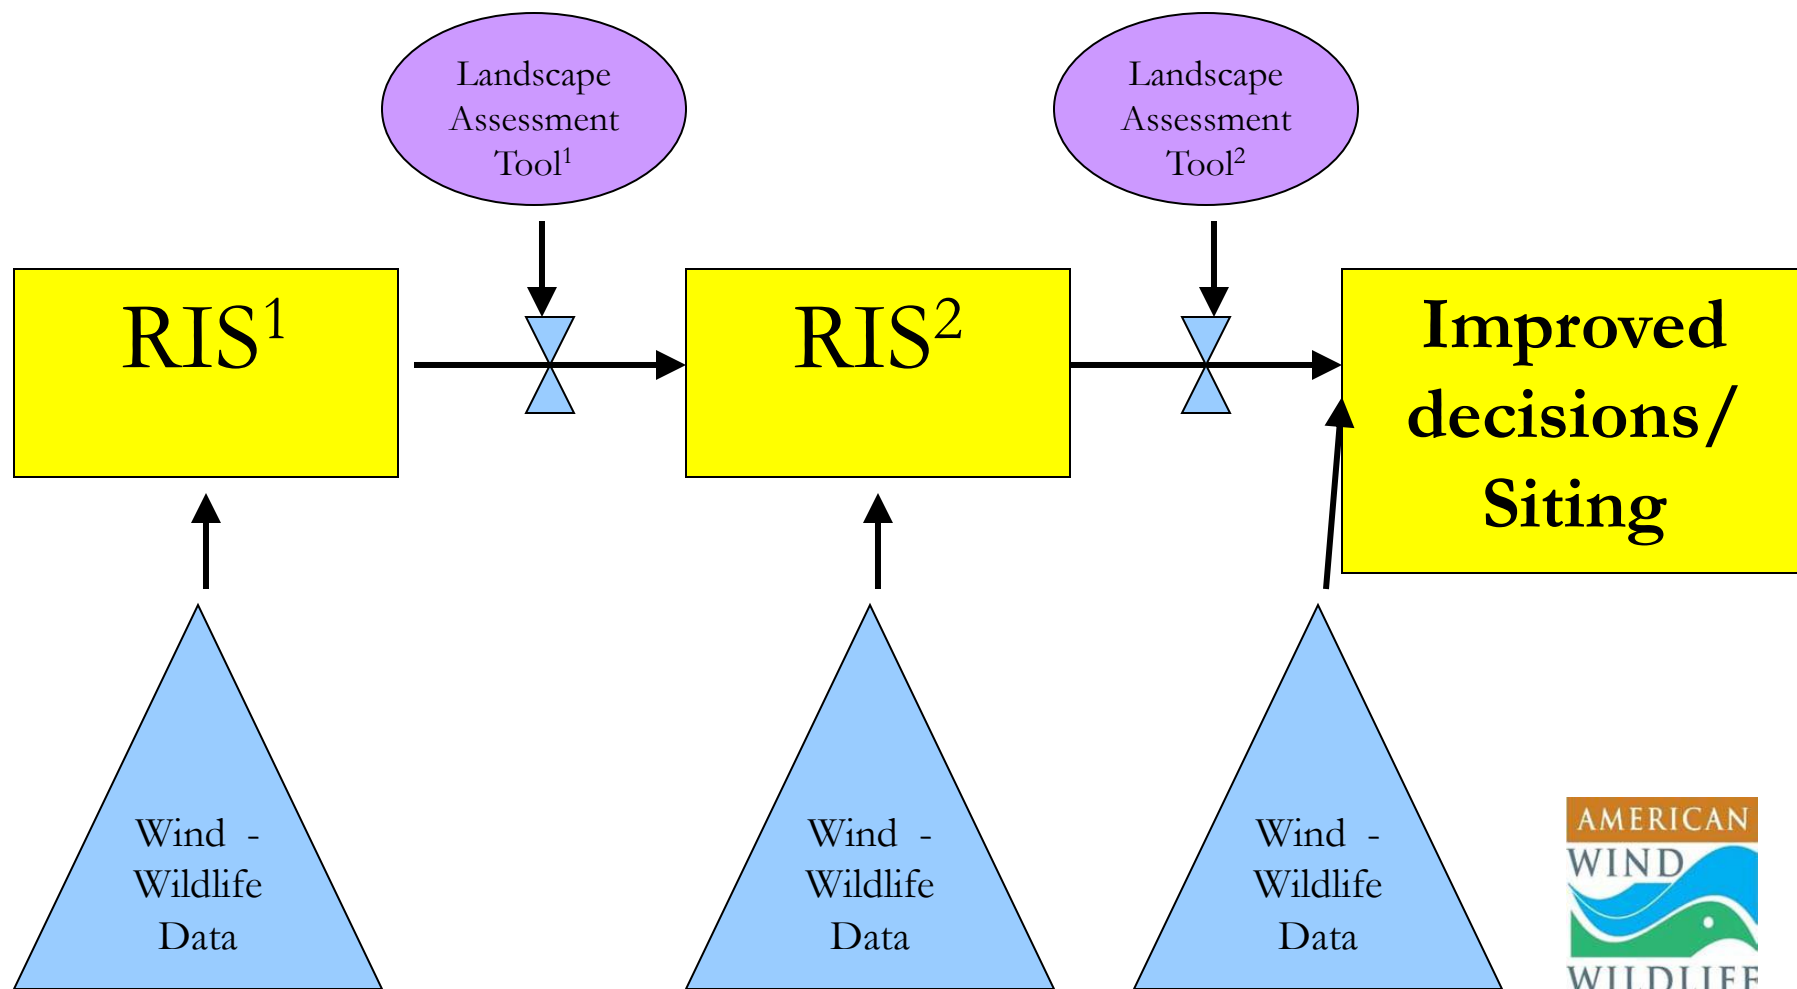 Landscape
Assessment
Tool¹
Landscape
Assessment
Tool²
RIS¹
RIS²
Improved
decisions/
Siting
Wind -
Wildlife
Data
Wind -
Wildlife
Data
Wind -
Wildlife
Data
AMERICAN
WIND
WILDLIFE